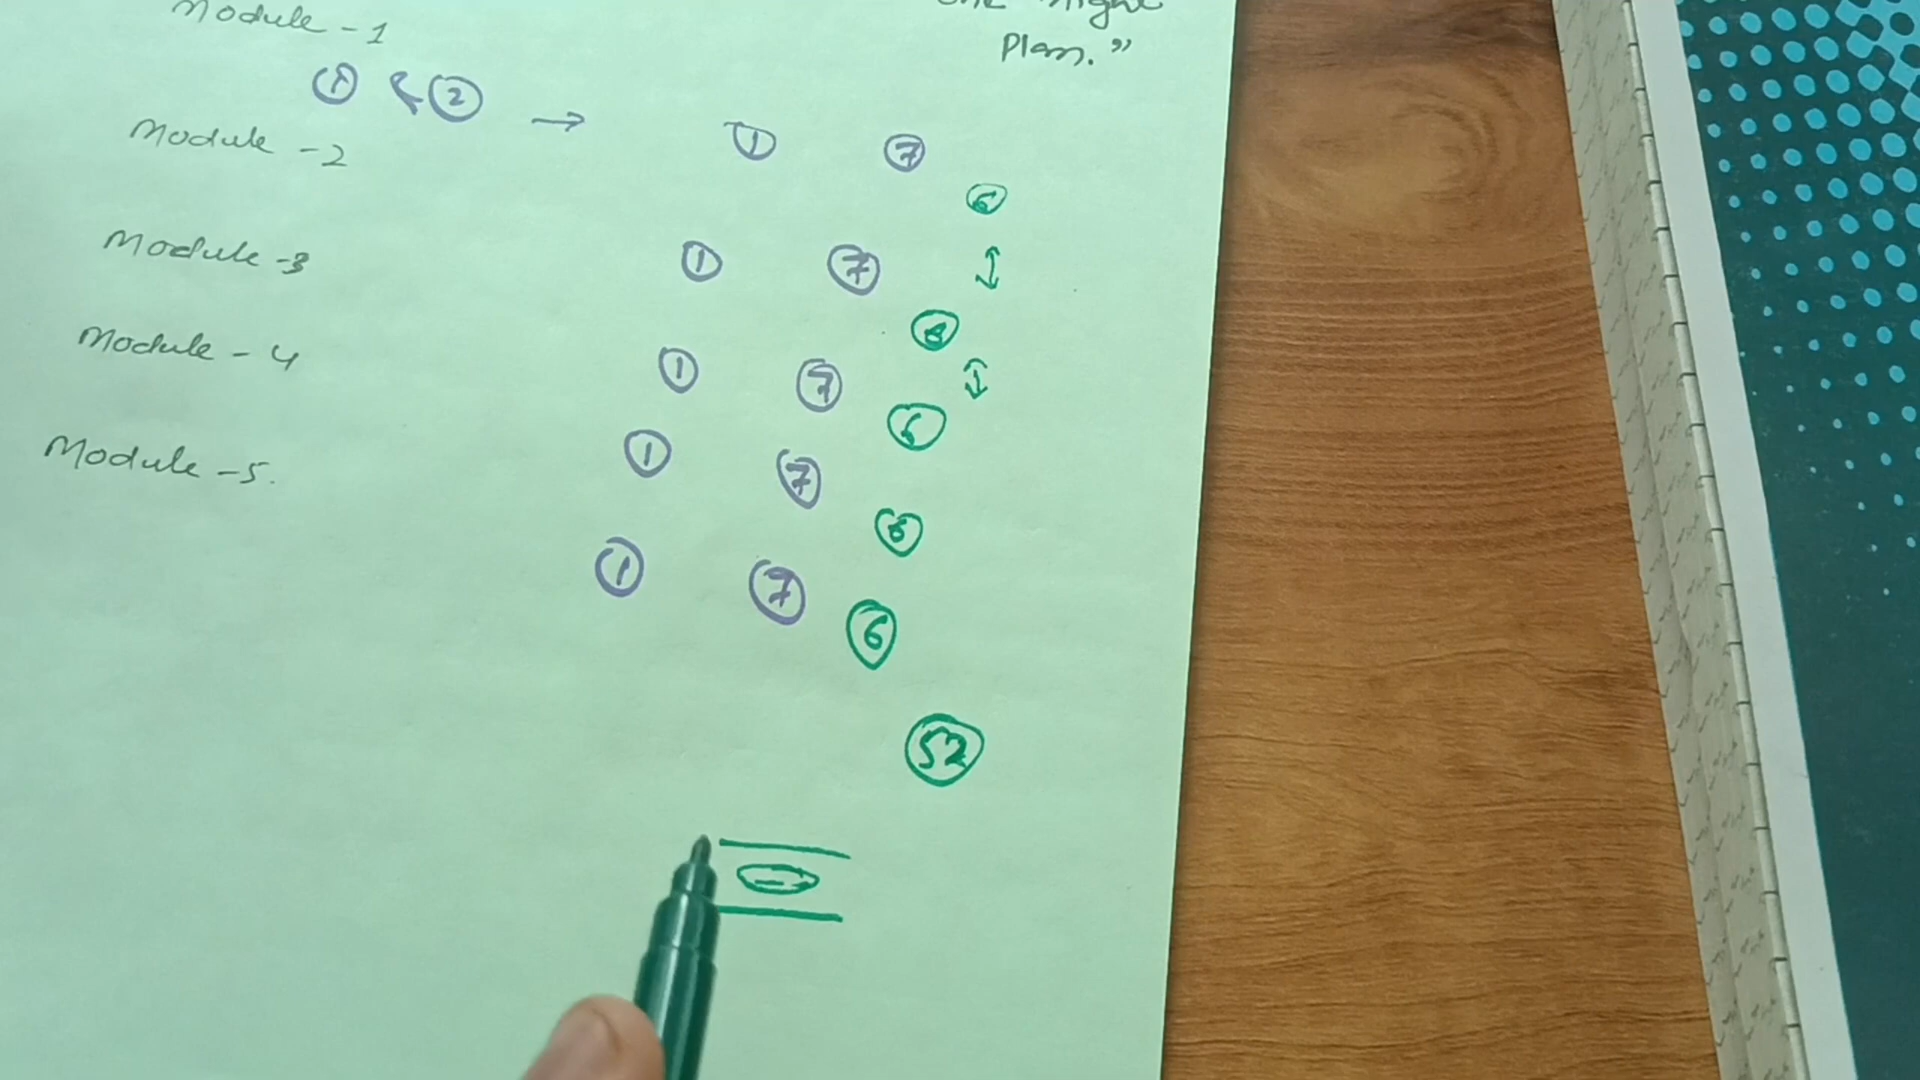 Module - 1
Plan."
1 & 2 → 1 7
Module - 2
6
Module - 3
1 7
8
Module - 4
1 7
6
Module - 5.
1 7
6
1 7
6
52